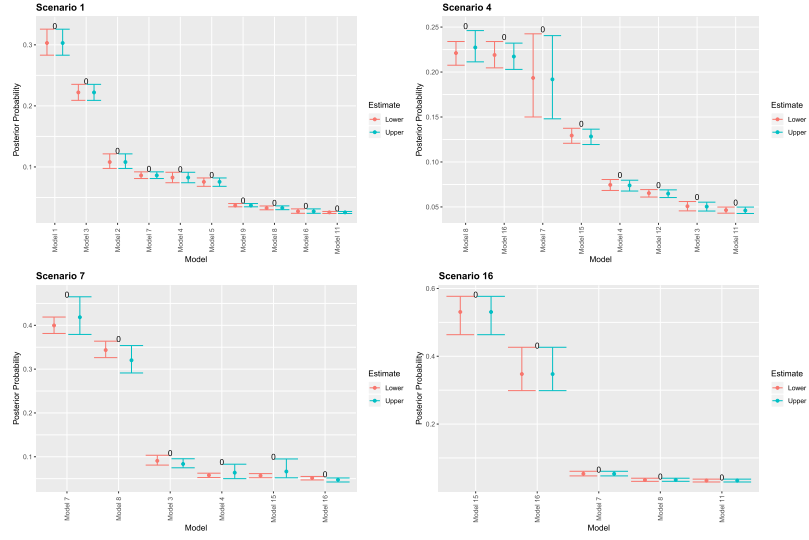 Scenario 1
Posterior Probability
0.3
0.2
0.1
0
0
0
0
0
0
0
0
0
0
Model 1
Model 3
Model 2
Model 7
Model 4
Model 5
Model 9
Model 8
Model 6
Model 11
Model
Estimate
Lower
Upper
Scenario 4
Posterior Probability
0.25
0.20
0.15
0.10
0.05
0
0
0
0
0
0
0
0
Model 8
Model 16
Model 7
Model 15
Model 4
Model 12
Model 3
Model 11
Model
Estimate
Lower
Upper
Scenario 7
Posterior Probability
0.4
0.3
0.2
0.1
0
0
0
0
0
0
Model 7
Model 8
Model 3
Model 4
Model 15
Model 16
Model
Estimate
Lower
Upper
Scenario 16
Posterior Probability
0.6
0.4
0.2
0
0
0
0
0
Model 15
Model 16
Model 7
Model 8
Model 11
Model
Estimate
Lower
Upper